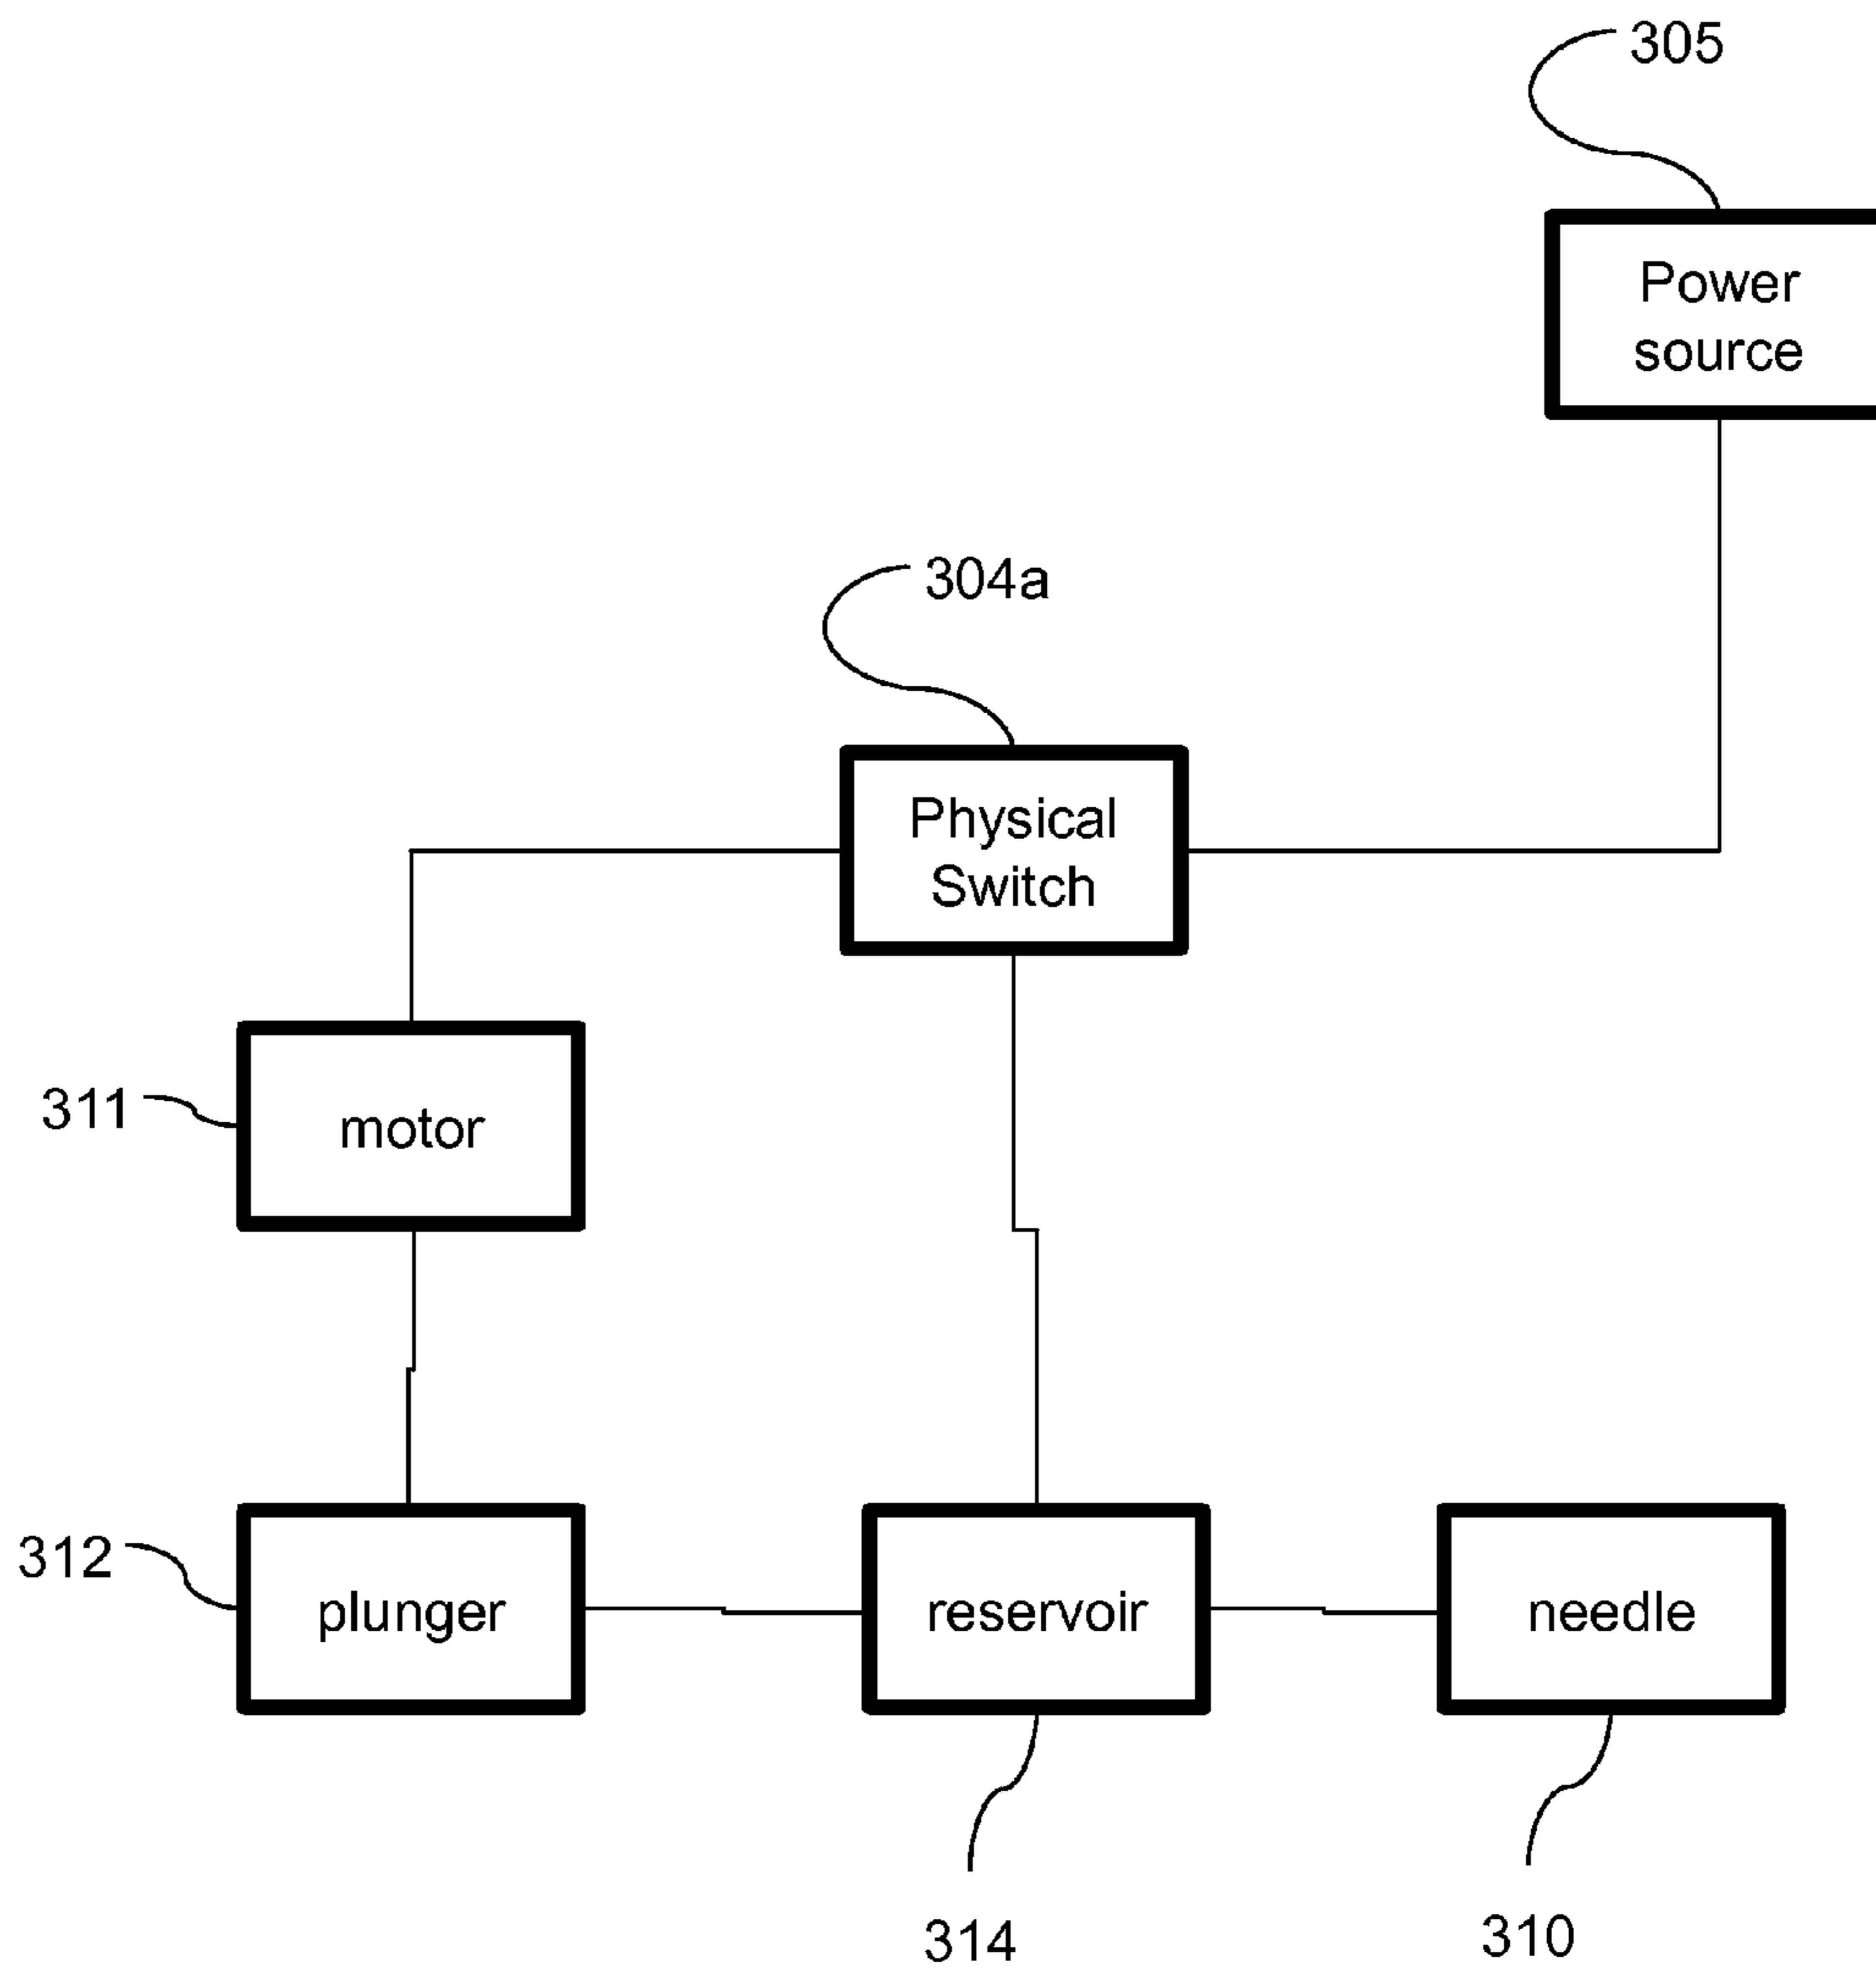 305
Power
source
304a
Physical
Switch
311
motor
312
plunger
reservoir
needle
314
310